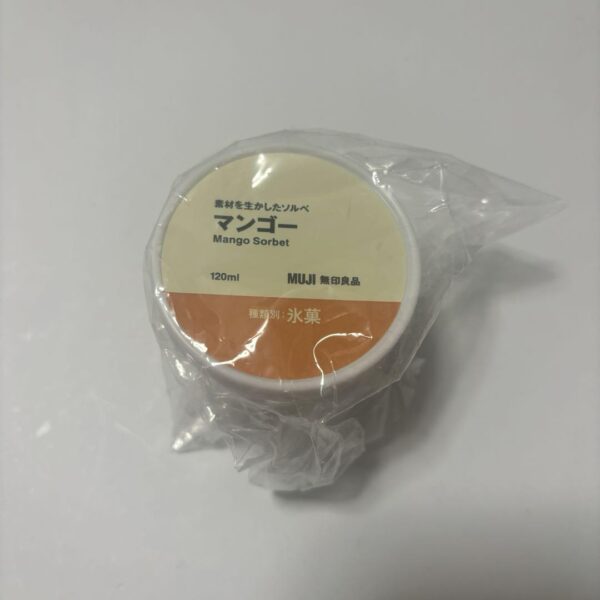 素材を生かしたソルベ
マンゴー
Mango Sorbet
120ml MUJI 無印良品
種類別:氷菓